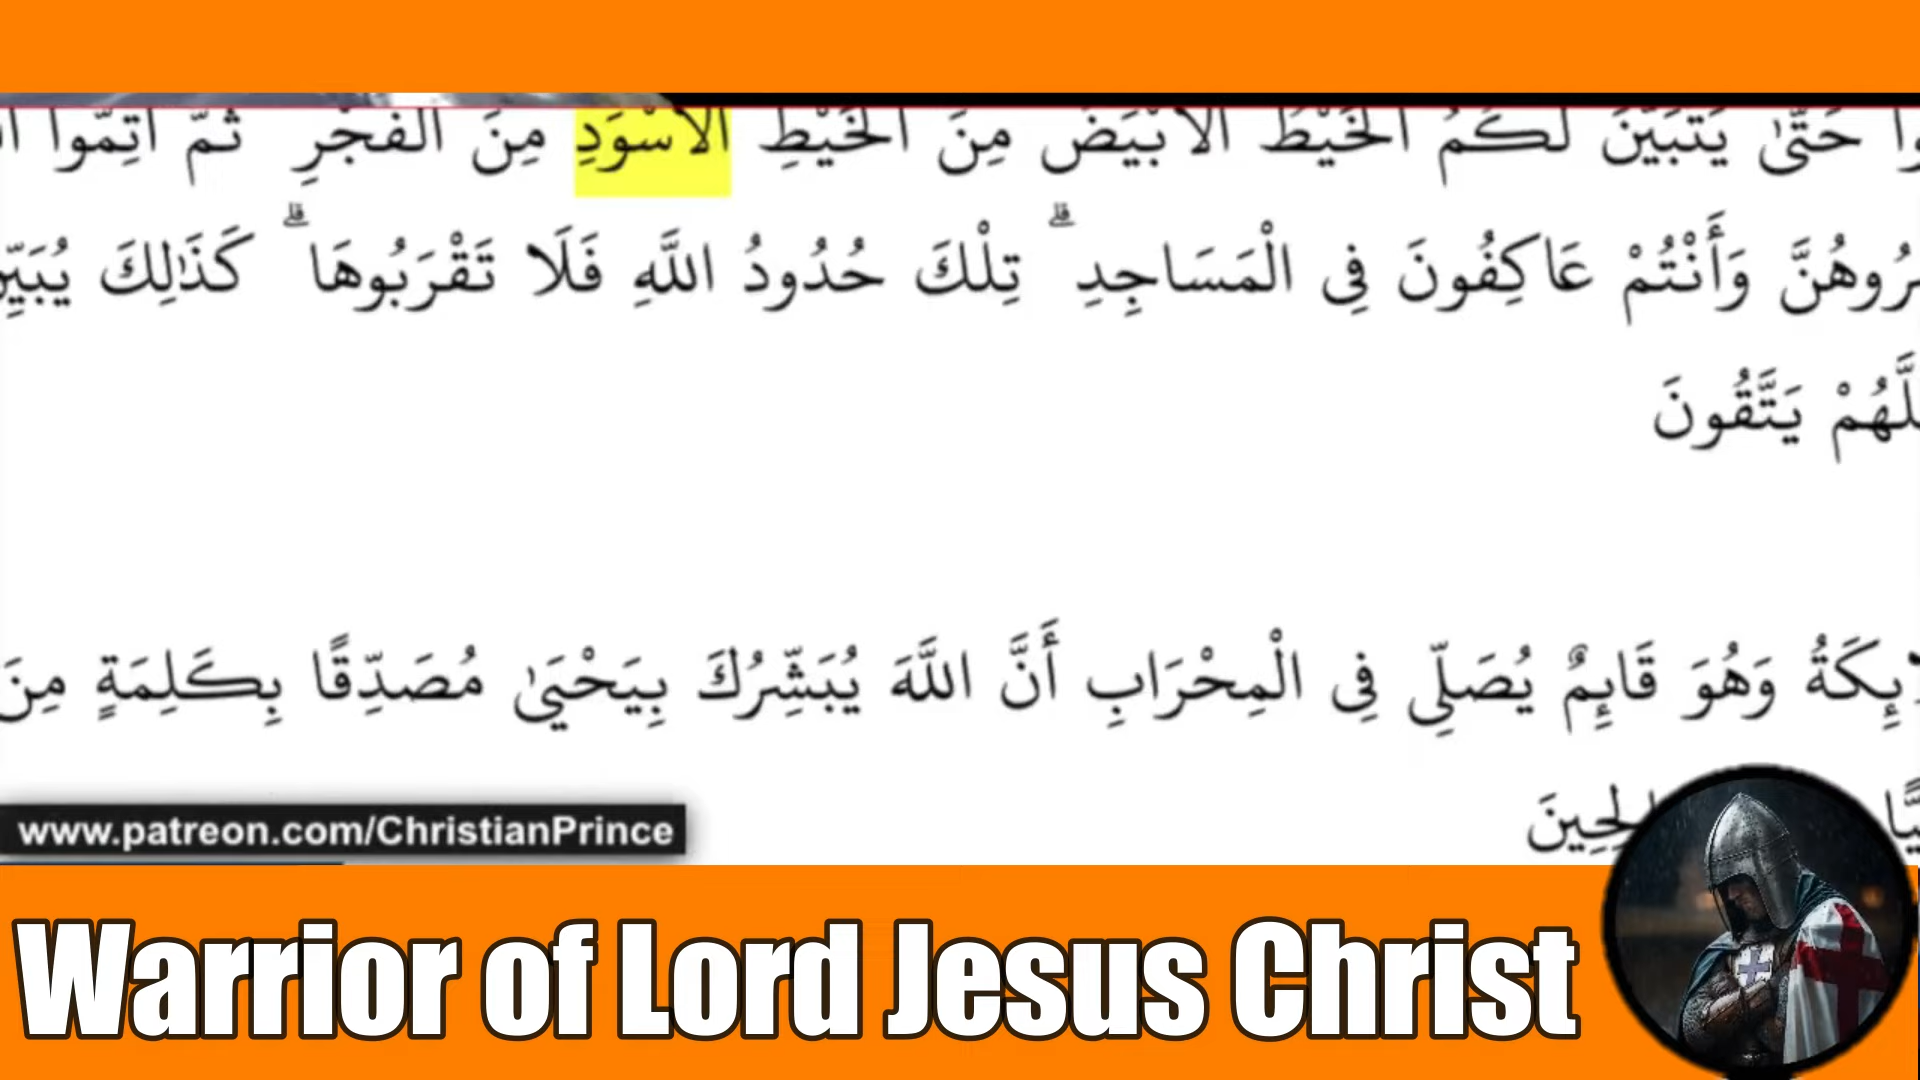 حَتَّىٰ يَتَبَيَّنَ لَكُمُ الْخَيْطُ الْأَبْيَضُ مِنَ الْخَيْطِ الْأَسْوَدِ مِنَ الْفَجْرِ ثُمَّ أَتِمُّوا
وَأَنْتُمْ عَاكِفُونَ فِي الْمَسَاجِدِ ۗ تِلْكَ حُدُودُ اللَّهِ فَلَا تَقْرَبُوهَا ۗ كَذَٰلِكَ
يَتَّقُونَ
وَهُوَ قَائِمٌ يُصَلِّي فِي الْمِحْرَابِ أَنَّ اللَّهَ يُبَشِّرُكَ بِيَحْيَىٰ مُصَدِّقًا بِكَلِمَةٍ مِنَ
www.patreon.com/ChristianPrince
Warrior of Lord Jesus Christ